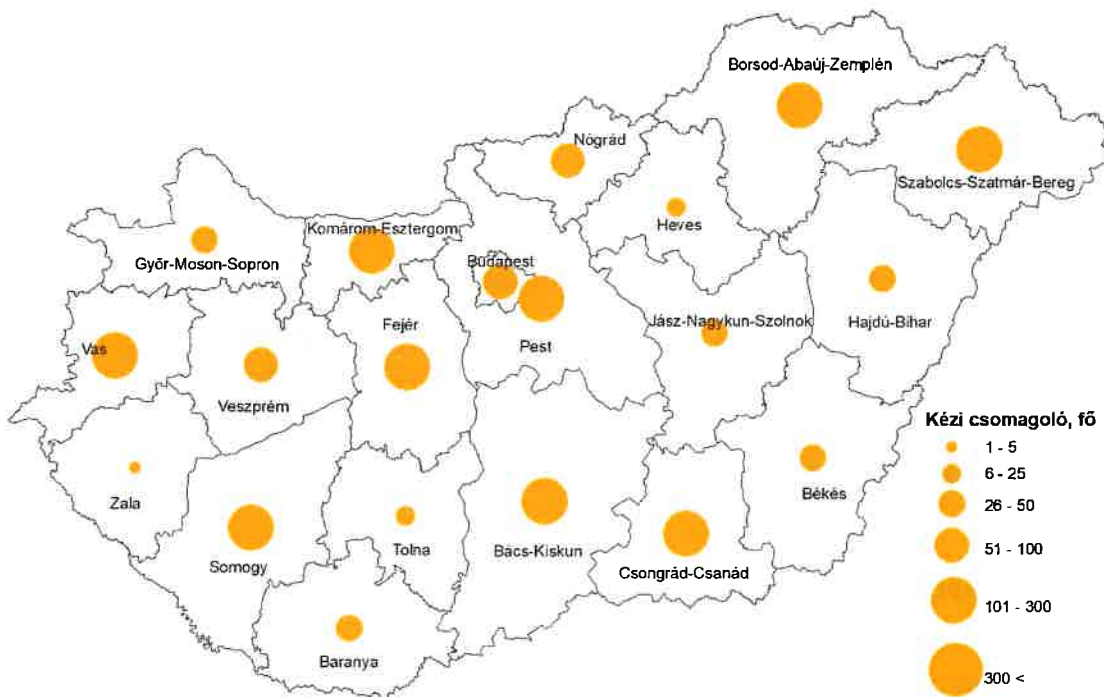 Borsod-Abaúj-Zemplén
Nógrád
Szabolcs-Szatmár-Bereg
Heves
Komárom-Esztergom
Győr-Moson-Sopron
Budapest
Fejér
Jász-Nagykun-Szolnok
Hajdú-Bihar
Vas
Pest
Veszprém
Kézi csomagoló, fő
1 - 5
6 - 25
26 - 50
51 - 100
101 - 300
300 <
Zala
Békés
Somogy
Tolna
Bács-Kiskun
Csongrád-Csanád
Baranya